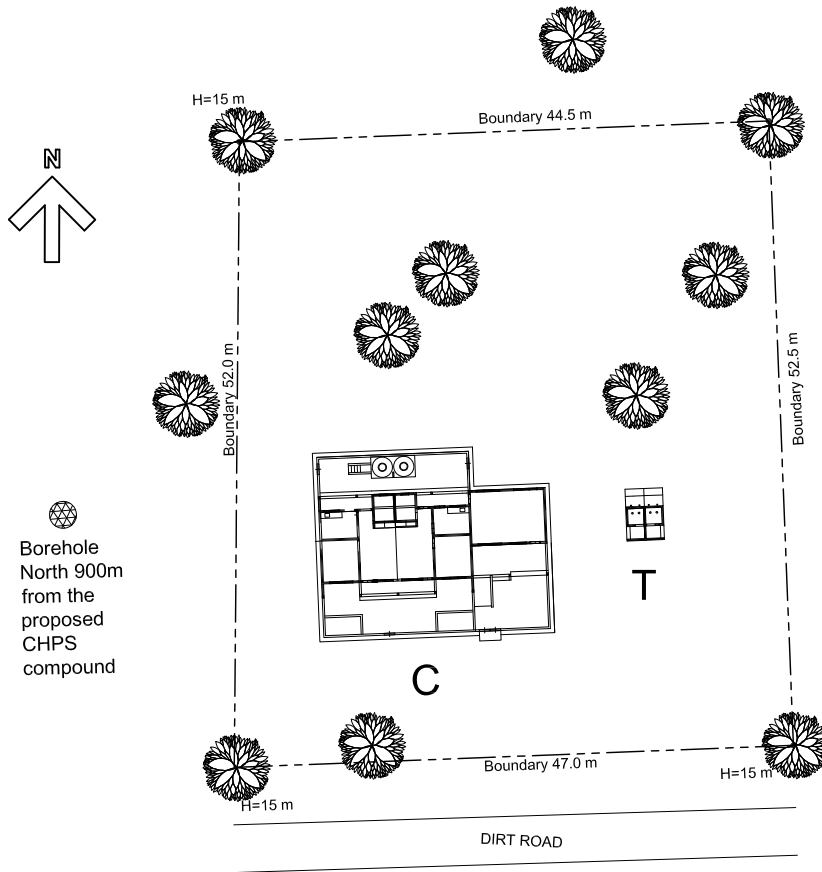 H=15 m
Boundary 44.5 m
N
Boundary 52.0 m
Boundary 52.5 m
Borehole
North 900m
from the
proposed
CHPS
compound
T
C
Boundary 47.0 m
H=15 m
H=15 m
DIRT ROAD